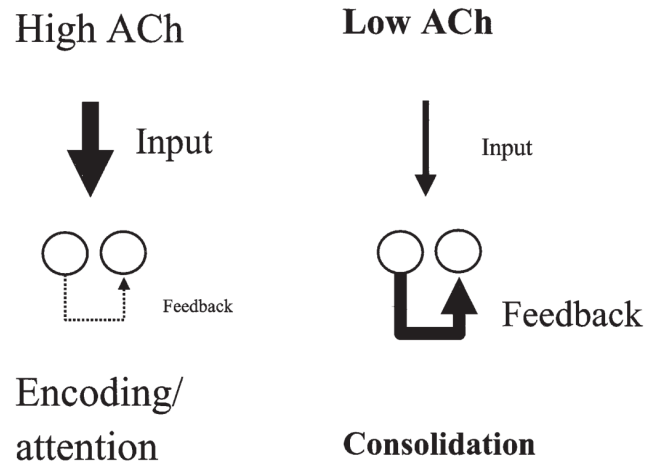 High ACh
Input
Feedback
Encoding/
attention
Low ACh
Input
Feedback
Consolidation